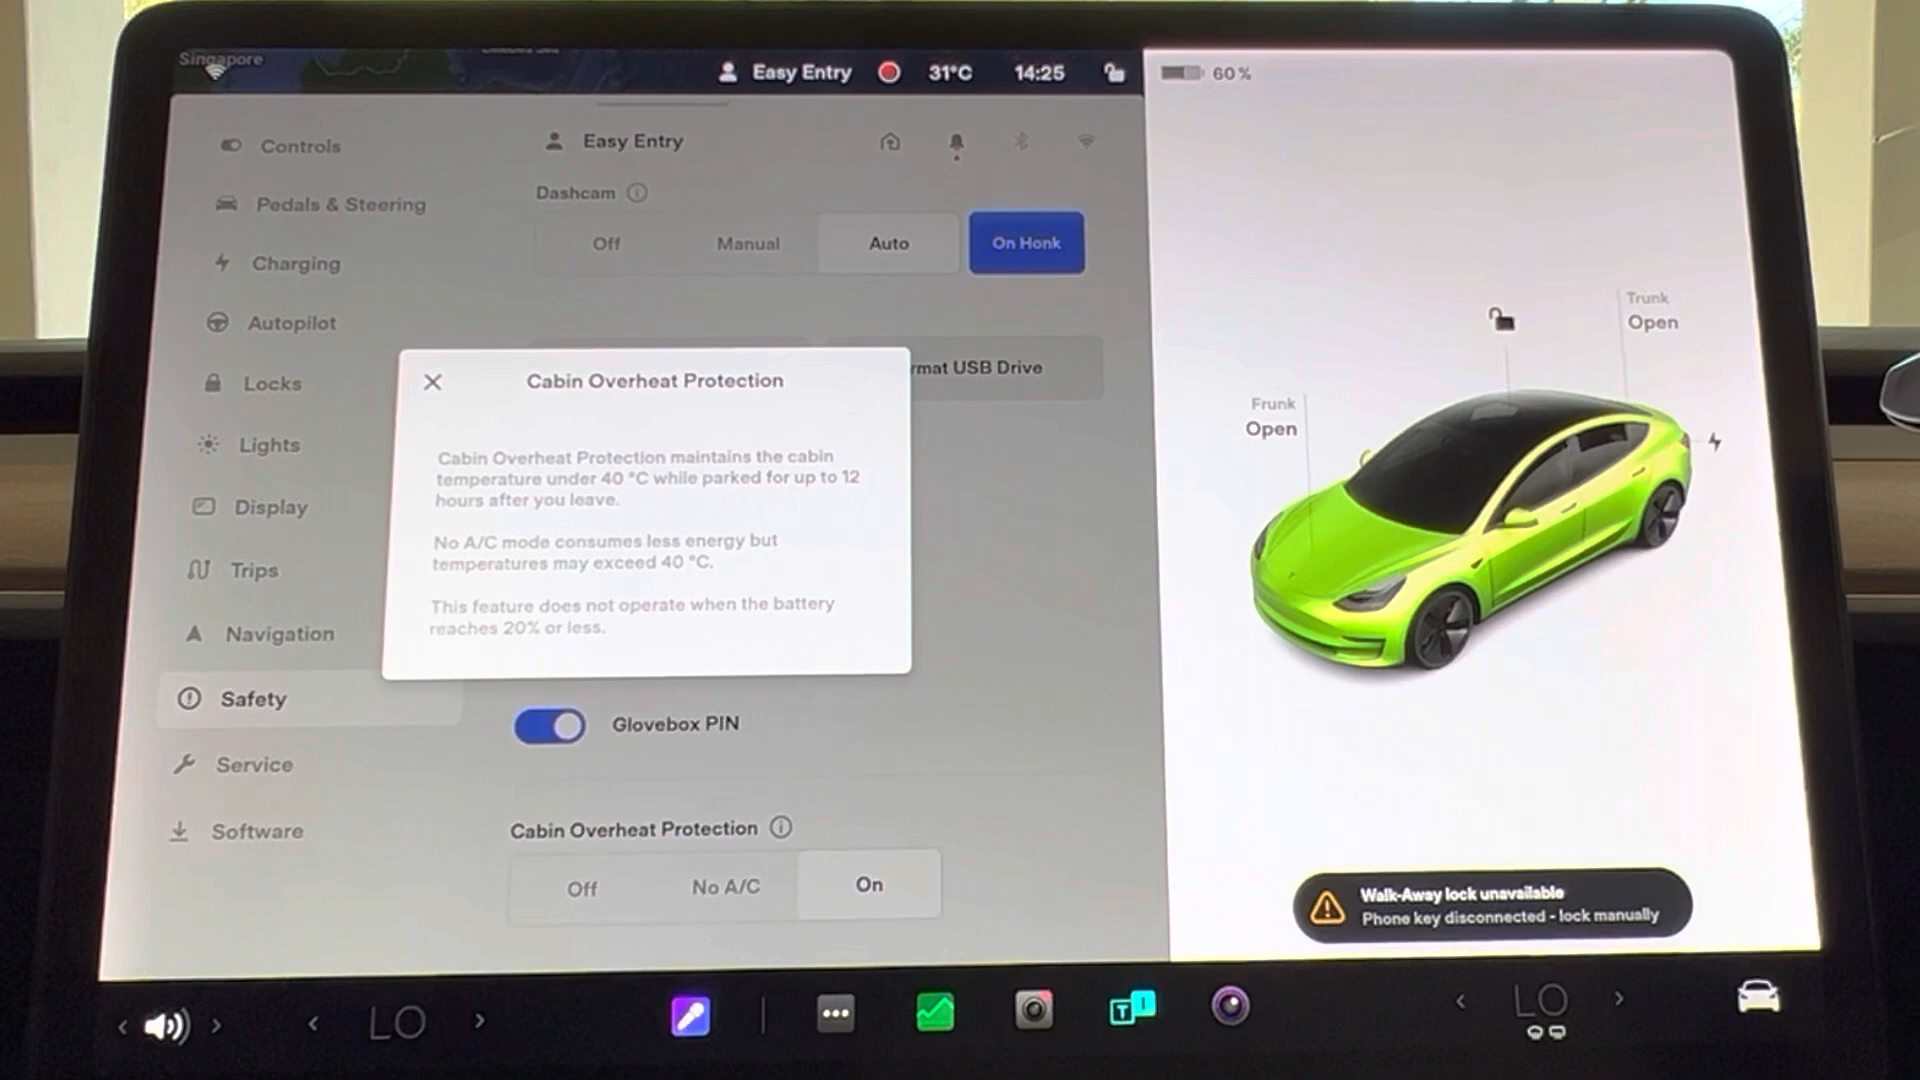 Singapore
Easy Entry
31°C
14:25
60 %
Controls
Pedals & Steering
Charging
Autopilot
Locks
Lights
Display
Trips
Navigation
Safety
Service
Software
Easy Entry
Dashcam
Off
Manual
Auto
On Honk
rmat USB Drive
Cabin Overheat Protection
Cabin Overheat Protection maintains the cabin
temperature under 40 °C while parked for up to 12
hours after you leave.
No A/C mode consumes less energy but
temperatures may exceed 40 °C.
This feature does not operate when the battery
reaches 20% or less.
Glovebox PIN
Cabin Overheat Protection
Off
No A/C
On
Trunk
Open
Frunk
Open
Walk-Away lock unavailable
Phone key disconnected - lock manually
LO
T
LO